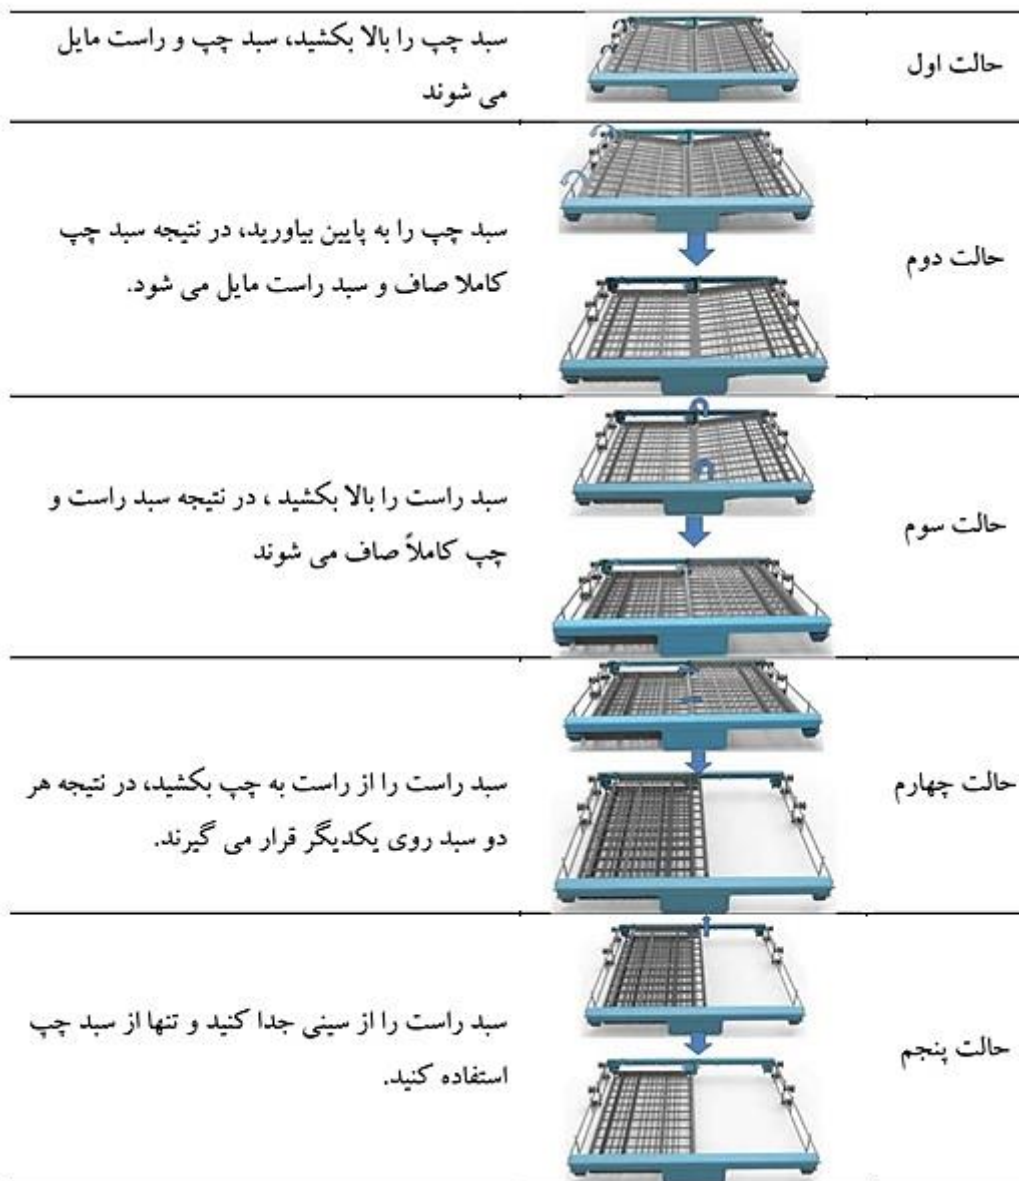 حالت اول
سبد چپ را بالا بکشید، سبد چپ و راست مایل
می شوند
حالت دوم
سبد چپ را به پایین بیاورید، در نتیجه سبد چپ
کاملا صاف و سبد راست مایل می شود.
حالت سوم
سبد راست را بالا بکشید ، در نتیجه سبد راست و
چپ کاملاً صاف می شوند
حالت چهارم
سبد راست را از راست به چپ بکشید، در نتیجه هر
دو سبد روی یکدیگر قرار می گیرند.
حالت پنجم
سبد راست را از سینی جدا کنید و تنها از سبد چپ
استفاده کنید.